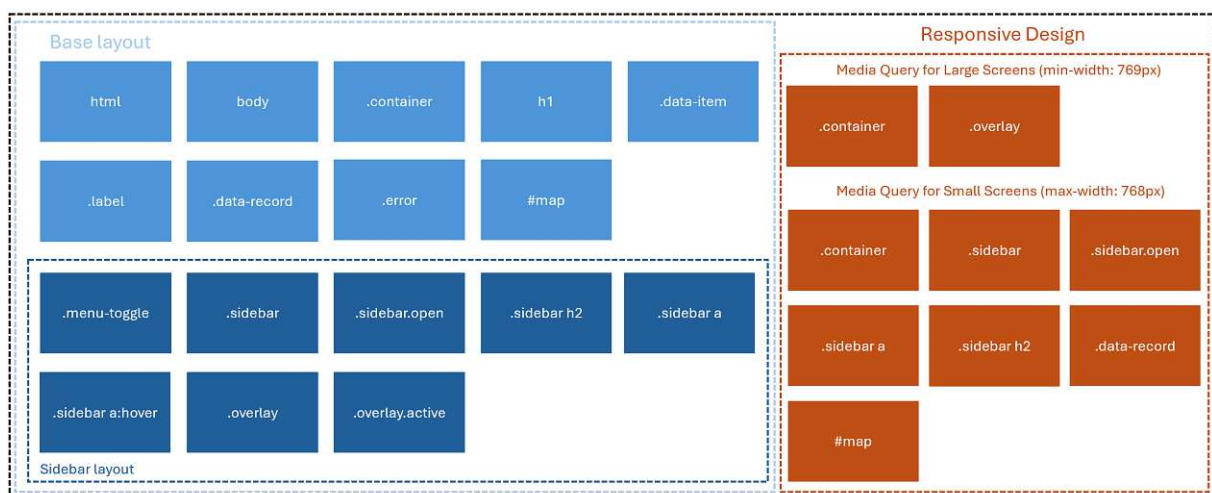 Base layout
html
body
.container
h1
.data-item
.label
.data-record
.error
#map
.menu-toggle
.sidebar
.sidebar.open
.sidebar h2
.sidebar a
.sidebar a:hover
.overlay
.overlay.active
Sidebar layout
Responsive Design
Media Query for Large Screens (min-width: 769px)
.container
.overlay
Media Query for Small Screens (max-width: 768px)
.container
.sidebar
.sidebar.open
.sidebar a
.sidebar h2
.data-record
#map